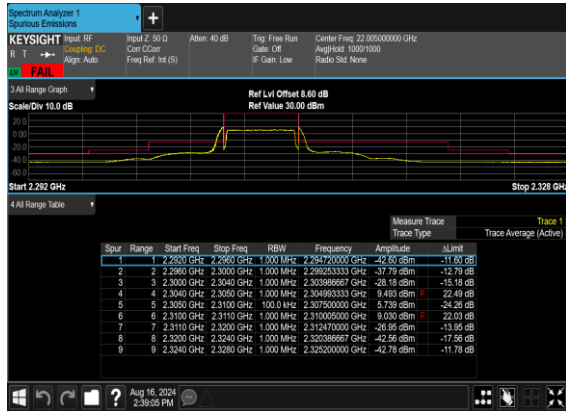 Spectrum Analyzer 1
Spurious Emissions
+
KEYSIGHT Input: RF Input Z: 50 Ω Atten: 40 dB Trig: Free Run Center Freq: 22.005000000 GHz
R T Coupling: DC Corr CCorr Gate: Off Avg|Hold: 1000/1000
Align: Auto Freq Ref: Int (S) IF Gain: Low Radio Std: None
FAIL
3 All Range Graph Ref Lvl Offset 8.60 dB
Scale/Div 10.0 dB Ref Value 30.00 dBm
20.0
0.00
-20.0
-40.0
-60.0
Start 2.292 GHz Stop 2.328 GHz
4 All Range Table
Measure Trace Trace 1
Trace Type Trace Average (Active)
Spur Range Start Freq Stop Freq RBW Frequency Amplitude ΔLimit
1 1 2.2920 GHz 2.2960 GHz 1.000 MHz 2.294720000 GHz -42.60 dBm -11.60 dB
2 2 2.2960 GHz 2.3000 GHz 1.000 MHz 2.299253333 GHz -37.79 dBm -12.79 dB
3 3 2.3000 GHz 2.3040 GHz 1.000 MHz 2.303986667 GHz -28.18 dBm -15.18 dB
4 4 2.3040 GHz 2.3050 GHz 1.000 MHz 2.304993333 GHz 9.493 dBm F 22.49 dB
5 5 2.3050 GHz 2.3100 GHz 100.0 kHz 2.307500000 GHz 5.739 dBm -24.26 dB
6 6 2.3100 GHz 2.3110 GHz 1.000 MHz 2.310005000 GHz 9.030 dBm F 22.03 dB
7 7 2.3110 GHz 2.3200 GHz 1.000 MHz 2.312470000 GHz -26.95 dBm -13.95 dB
8 8 2.3200 GHz 2.3240 GHz 1.000 MHz 2.320386667 GHz -42.56 dBm -17.56 dB
9 9 2.3240 GHz 2.3280 GHz 1.000 MHz 2.325200000 GHz -42.78 dBm -11.78 dB
? Aug 16, 2024
2:39:05 PM